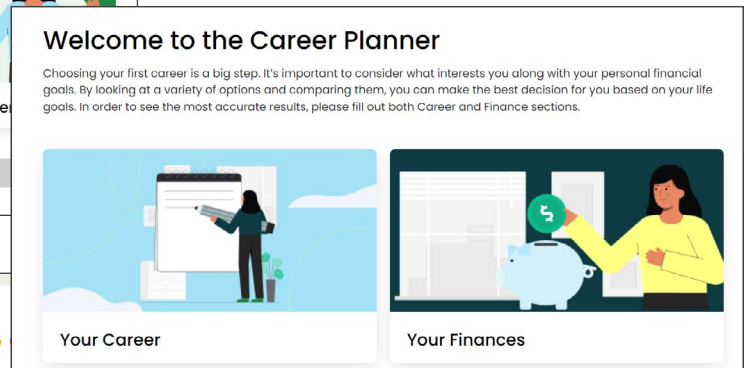 Welcome to the Career Planner
Choosing your first career is a big step. It's important to consider what interests you along with your personal financial
goals. By looking at a variety of options and comparing them, you can make the best decision for you based on your life
goals. In order to see the most accurate results, please fill out both Career and Finance sections.
Your Career
Your Finances